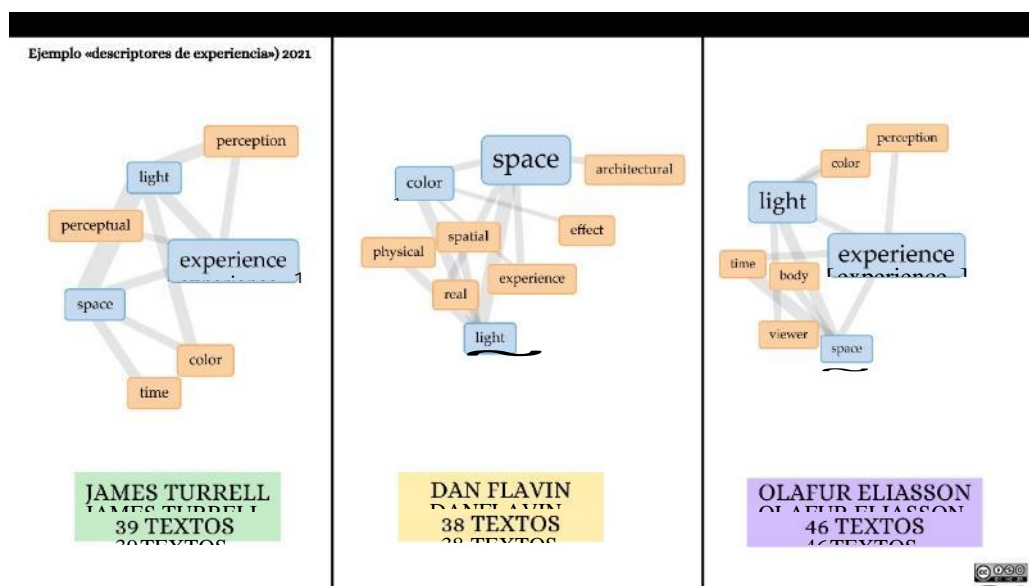 Ejemplo «descriptores de experiencia») 2021
perception
light
perceptual
experience
space
color
time
JAMES TURRELL
39 TEXTOS
space
color
architectural
effect
spatial
physical
experience
real
light
DAN FLAVIN
38 TEXTOS
perception
color
light
experience
time
body
viewer
space
OLAFUR ELIASSON
46 TEXTOS